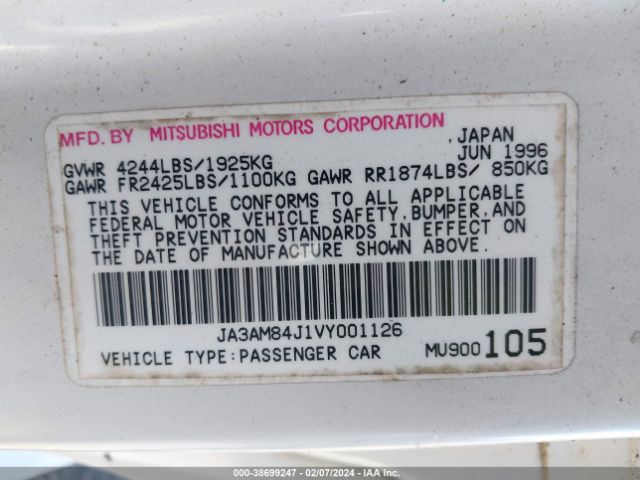 MFD. BY MITSUBISHI MOTORS CORPORATION
, JAPAN
GVWR 4244LBS/1925KG JUN 1996
GAWR FR2425LBS/1100KG GAWR RR1874LBS/ 850KG
THIS VEHICLE CONFORMS TO ALL APPLICABLE
FEDERAL MOTOR VEHICLE SAFETY, BUMPER, AND
THEFT PREVENTION STANDARDS IN EFFECT ON
THE DATE OF MANUFACTURE SHOWN ABOVE.
JA3AM84J1VY001126
VEHICLE TYPE:PASSENGER CAR MU900105
000-38699247 - 02/07/2024 - IAA, Inc.